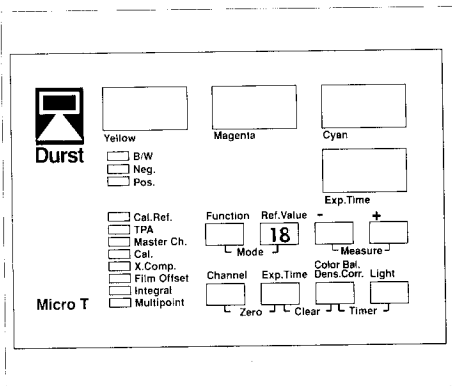 Durst
Yellow
Magenta
Cyan
B/W
Neg.
Pos.
Exp.Time
Cal.Ref.
TPA
Master Ch.
Cal.
X.Comp.
Film Offset
Integral
Multipoint
Function Ref.Value - +
18
Mode Measure
Channel Exp.Time Color Bal. Dens.Corr. Light
Zero Clear Timer
Micro T